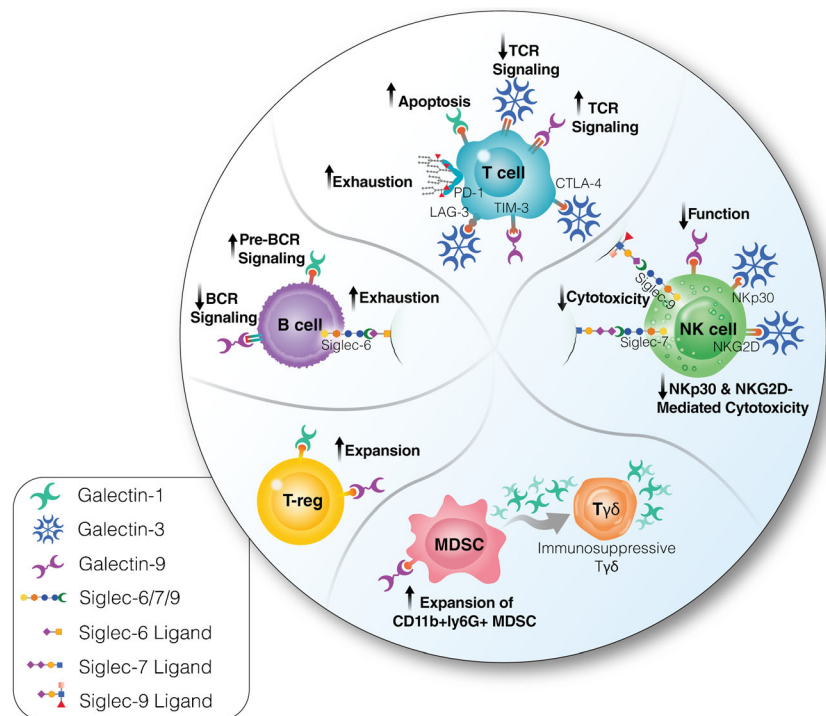 ↓TCR
Signaling
↑Apoptosis
↑TCR
Signaling
↑Exhaustion
T cell
PD-1
CTLA-4
LAG-3
TIM-3
↓Function
↑Pre-BCR
Signaling
↓BCR
Signaling
↑Exhaustion
B cell
Siglec-6
↓Cytotoxicity
Siglec-9
NKp30
NK cell
Siglec-7
NKG2D
↓NKp30 & NKG2D-
Mediated Cytotoxicity
↑Expansion
T-reg
MDSC
Tγδ
Immunosuppressive
Tγδ
↑Expansion of
CD11b+ly6G+ MDSC
Galectin-1
Galectin-3
Galectin-9
Siglec-6/7/9
Siglec-6 Ligand
Siglec-7 Ligand
Siglec-9 Ligand